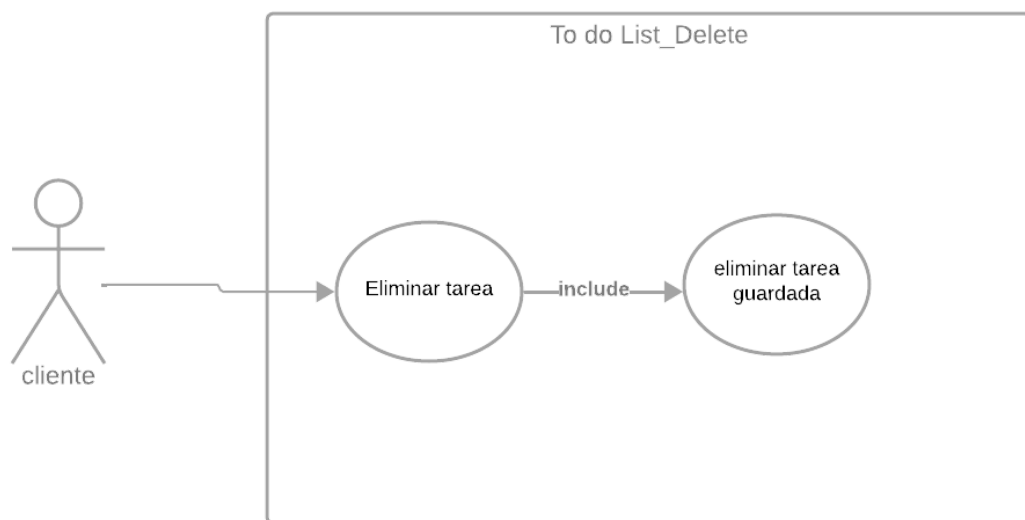 To do List_Delete
Eliminar tarea
include
eliminar tarea
guardada
cliente